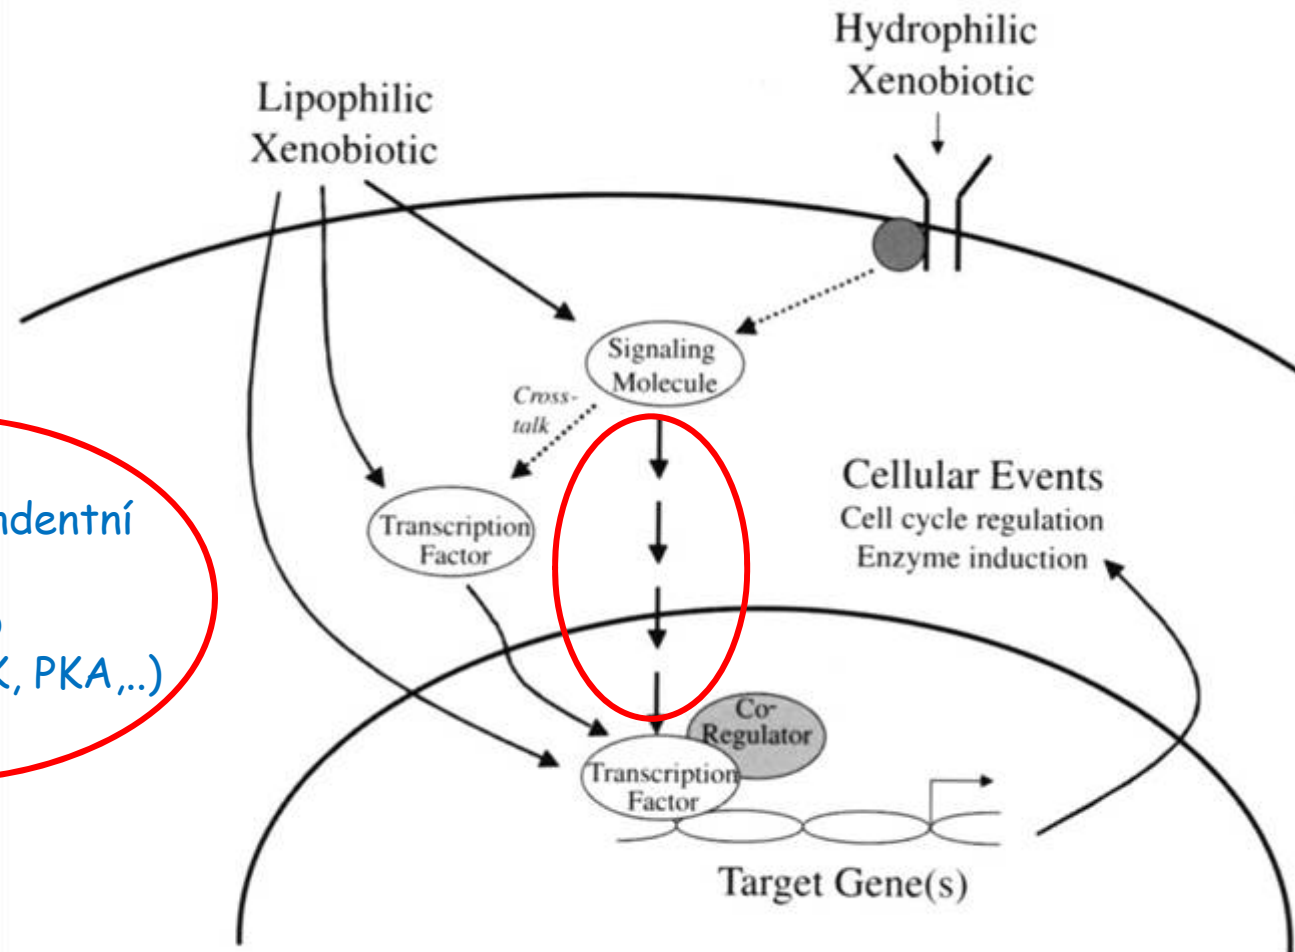 Hydrophilic
Xenobiotic
Lipophilic
Xenobiotic
Signaling
Molecule
Cross-
talk
Transcription
Factor
Cellular Events
Cell cycle regulation
Enzyme induction
PKA,..)
Co-
Regulator
Transcription
Factor
Target Gene(s)